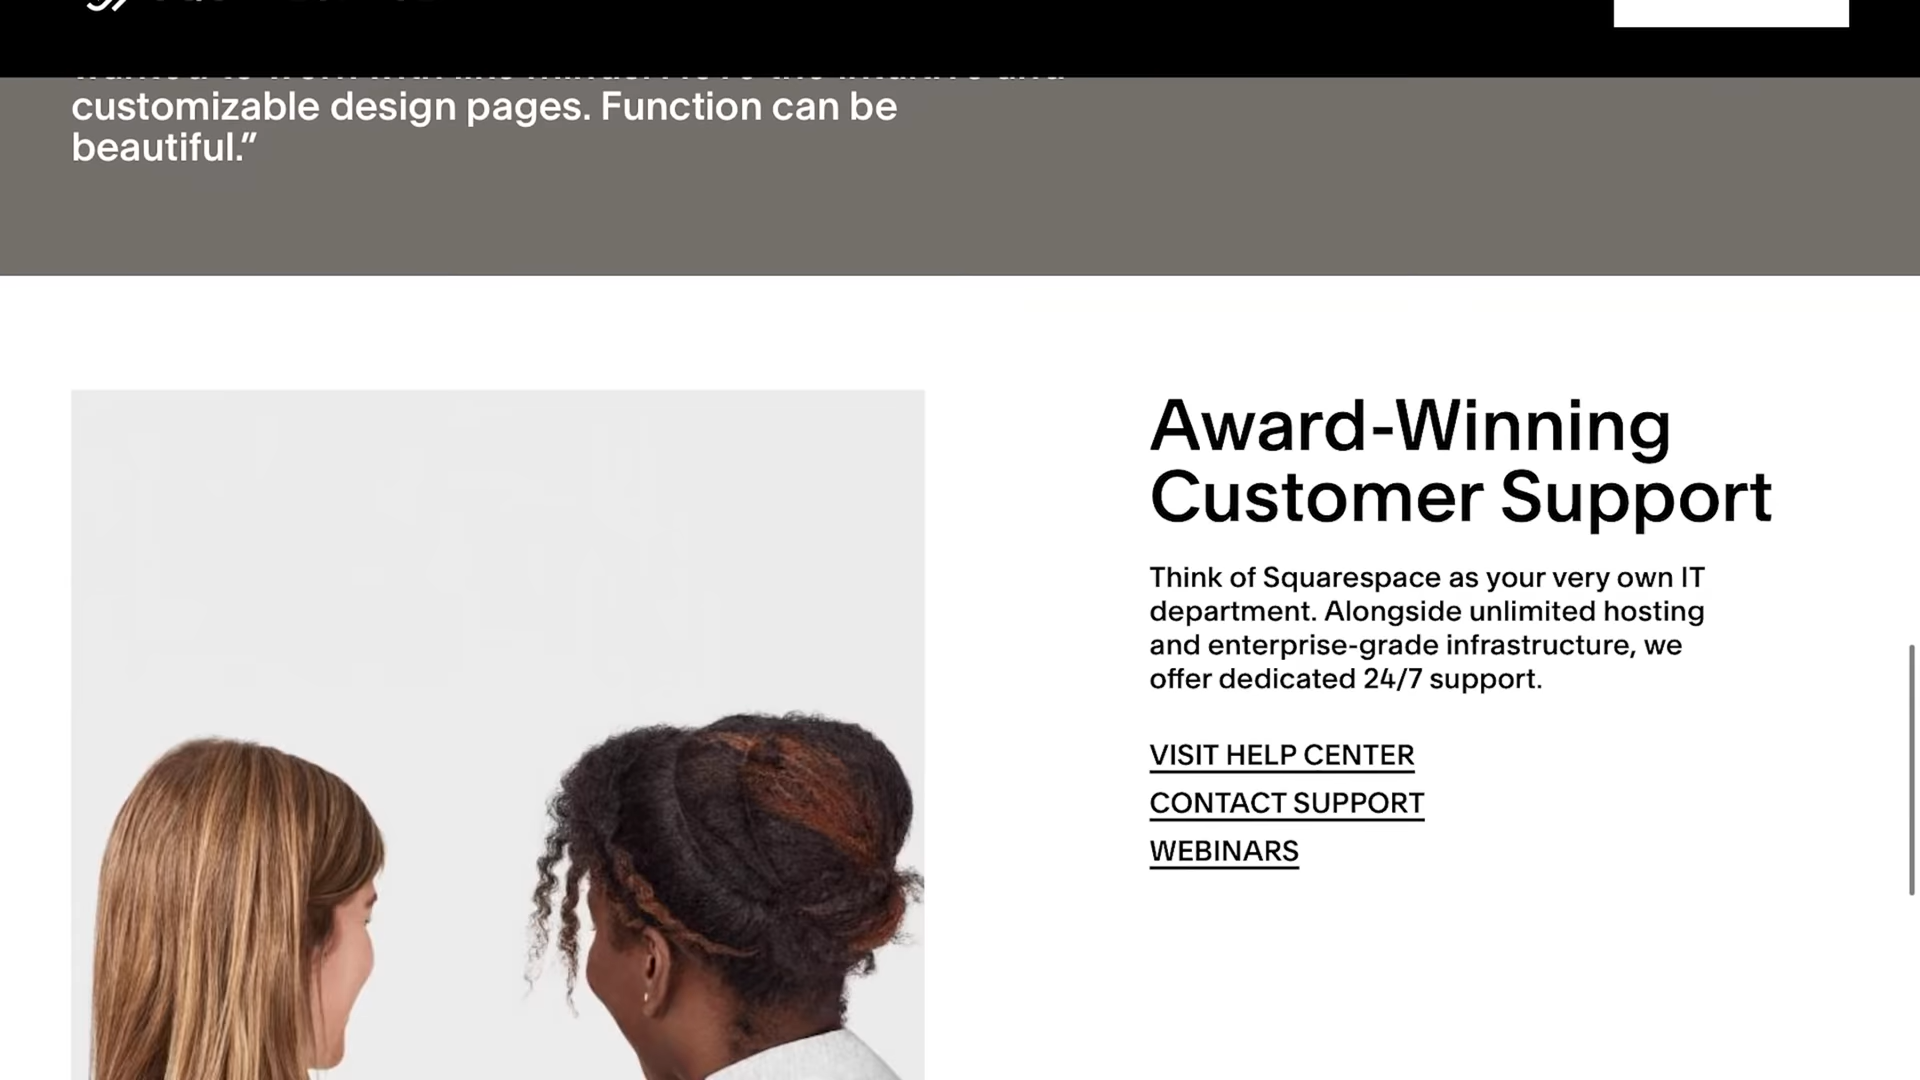 customizable design pages. Function can be
beautiful.”
Award-Winning
Customer Support
Think of Squarespace as your very own IT
department. Alongside unlimited hosting
and enterprise-grade infrastructure, we
offer dedicated 24/7 support.
VISIT HELP CENTER
CONTACT SUPPORT
WEBINARS